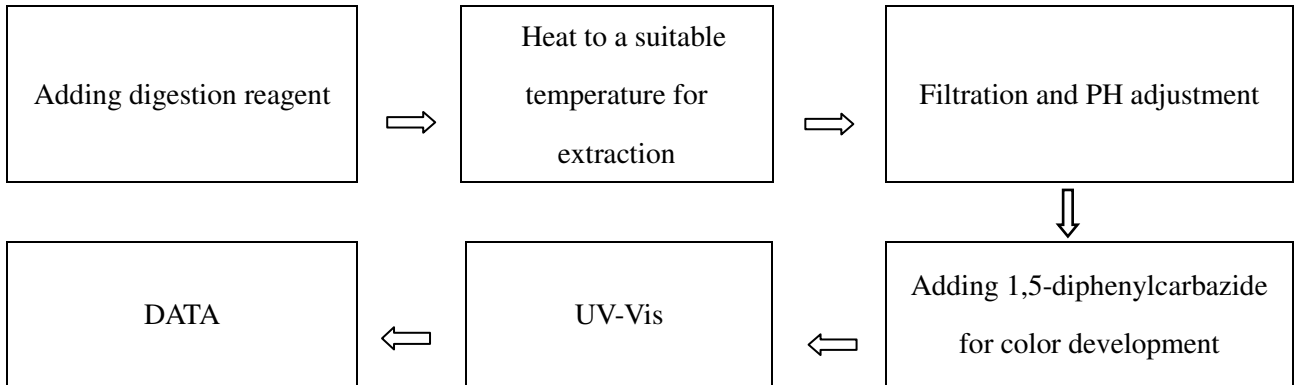 Adding digestion reagent
Heat to a suitable
temperature for
extraction
Filtration and PH adjustment
Adding 1,5-diphenylcarbazide
for color development
UV-Vis
DATA